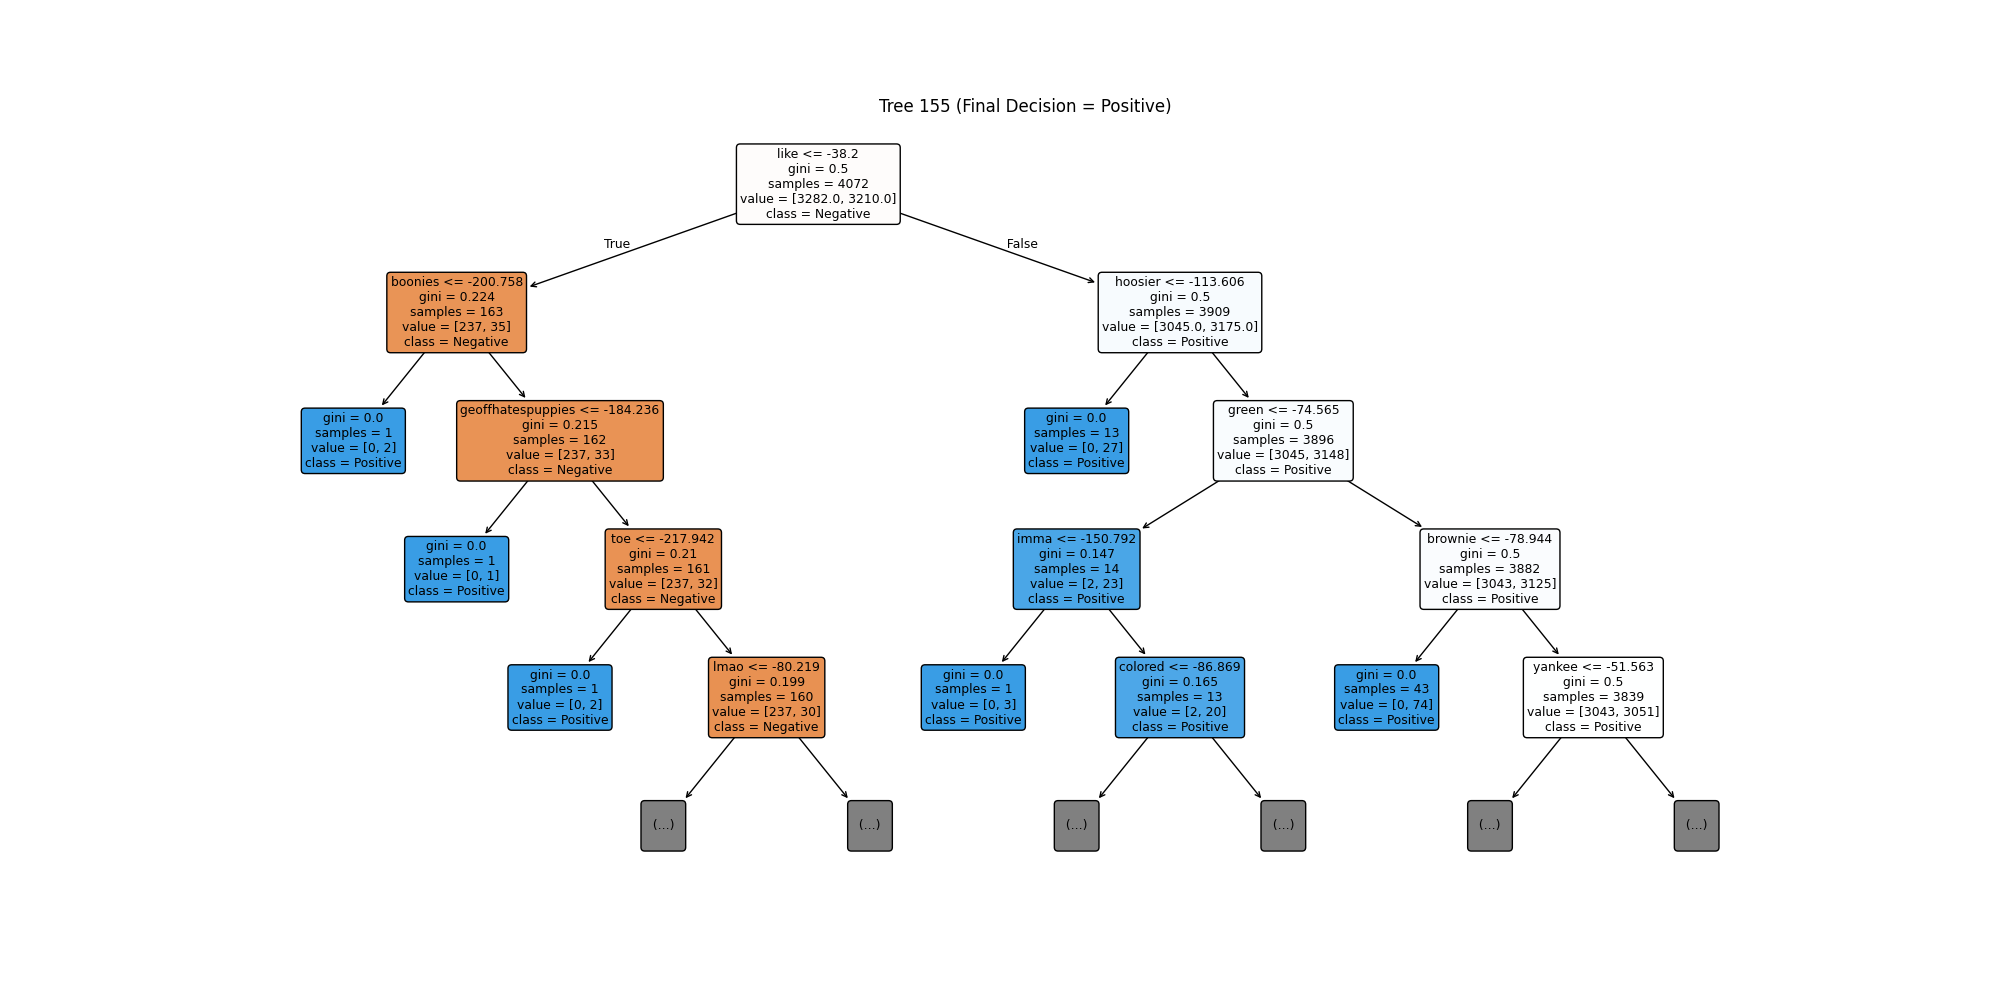 Tree 155 (Final Decision = Positive)
like <= -38.2
gini = 0.5
samples = 4072
value = [3282.0, 3210.0]
class = Negative
True
False
boonies <= -200.758
gini = 0.224
samples = 163
value = [237, 35]
class = Negative
hoosier <= -113.606
gini = 0.5
samples = 3909
value = [3045.0, 3175.0]
class = Positive
gini = 0.0
samples = 1
value = [0, 2]
class = Positive
geoffhatespuppies <= -184.236
gini = 0.215
samples = 162
value = [237, 33]
class = Negative
gini = 0.0
samples = 13
value = [0, 27]
class = Positive
green <= -74.565
gini = 0.5
samples = 3896
value = [3045, 3148]
class = Positive
gini = 0.0
samples = 1
value = [0, 1]
class = Positive
toe <= -217.942
gini = 0.21
samples = 161
value = [237, 32]
class = Negative
imma <= -150.792
gini = 0.147
samples = 14
value = [2, 23]
class = Positive
brownie <= -78.944
gini = 0.5
samples = 3882
value = [3043, 3125]
class = Positive
gini = 0.0
samples = 1
value = [0, 2]
class = Positive
lmao <= -80.219
gini = 0.199
samples = 160
value = [237, 30]
class = Negative
gini = 0.0
samples = 1
value = [0, 3]
class = Positive
colored <= -86.869
gini = 0.165
samples = 13
value = [2, 20]
class = Positive
gini = 0.0
samples = 43
value = [0, 74]
class = Positive
yankee <= -51.563
gini = 0.5
samples = 3839
value = [3043, 3051]
class = Positive
(...)
(...)
(...)
(...)
(...)
(...)